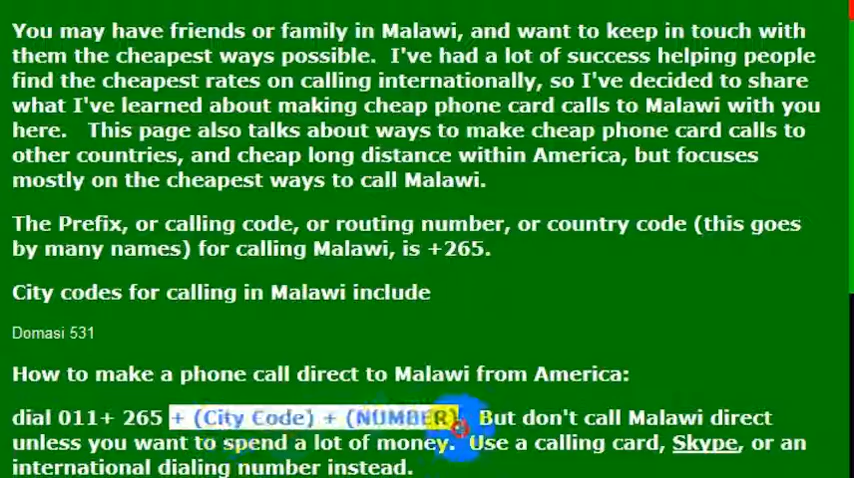 You may have friends or family in Malawi, and want to keep in touch with
them the cheapest ways possible.  I've had a lot of success helping people
find the cheapest rates on calling internationally, so I've decided to share
what I've learned about making cheap phone card calls to Malawi with you
here.   This page also talks about ways to make cheap phone card calls to
other countries, and cheap long distance within America, but focuses
mostly on the cheapest ways to call Malawi.
The Prefix, or calling code, or routing number, or country code (this goes
by many names) for calling Malawi, is +265.
City codes for calling in Malawi include
Domasi 531
How to make a phone call direct to Malawi from America:
dial 011+ 265 + (City Code) + (NUMBER).  But don't call Malawi direct
unless you want to spend a lot of money.  Use a calling card, Skype, or an
international dialing number instead.